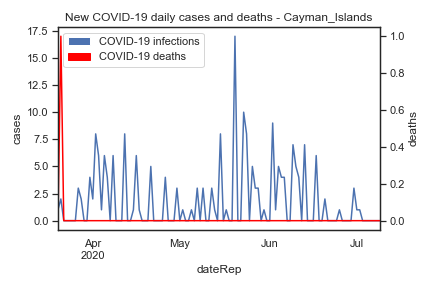 New COVID-19 daily cases and deaths - Cayman_Islands
COVID-19 infections
COVID-19 deaths
17.5
15.0
12.5
10.0
7.5
5.0
2.5
0.0
cases
1.0
0.8
0.6
0.4
0.2
0.0
deaths
Apr
2020
May
Jun
Jul
dateRep